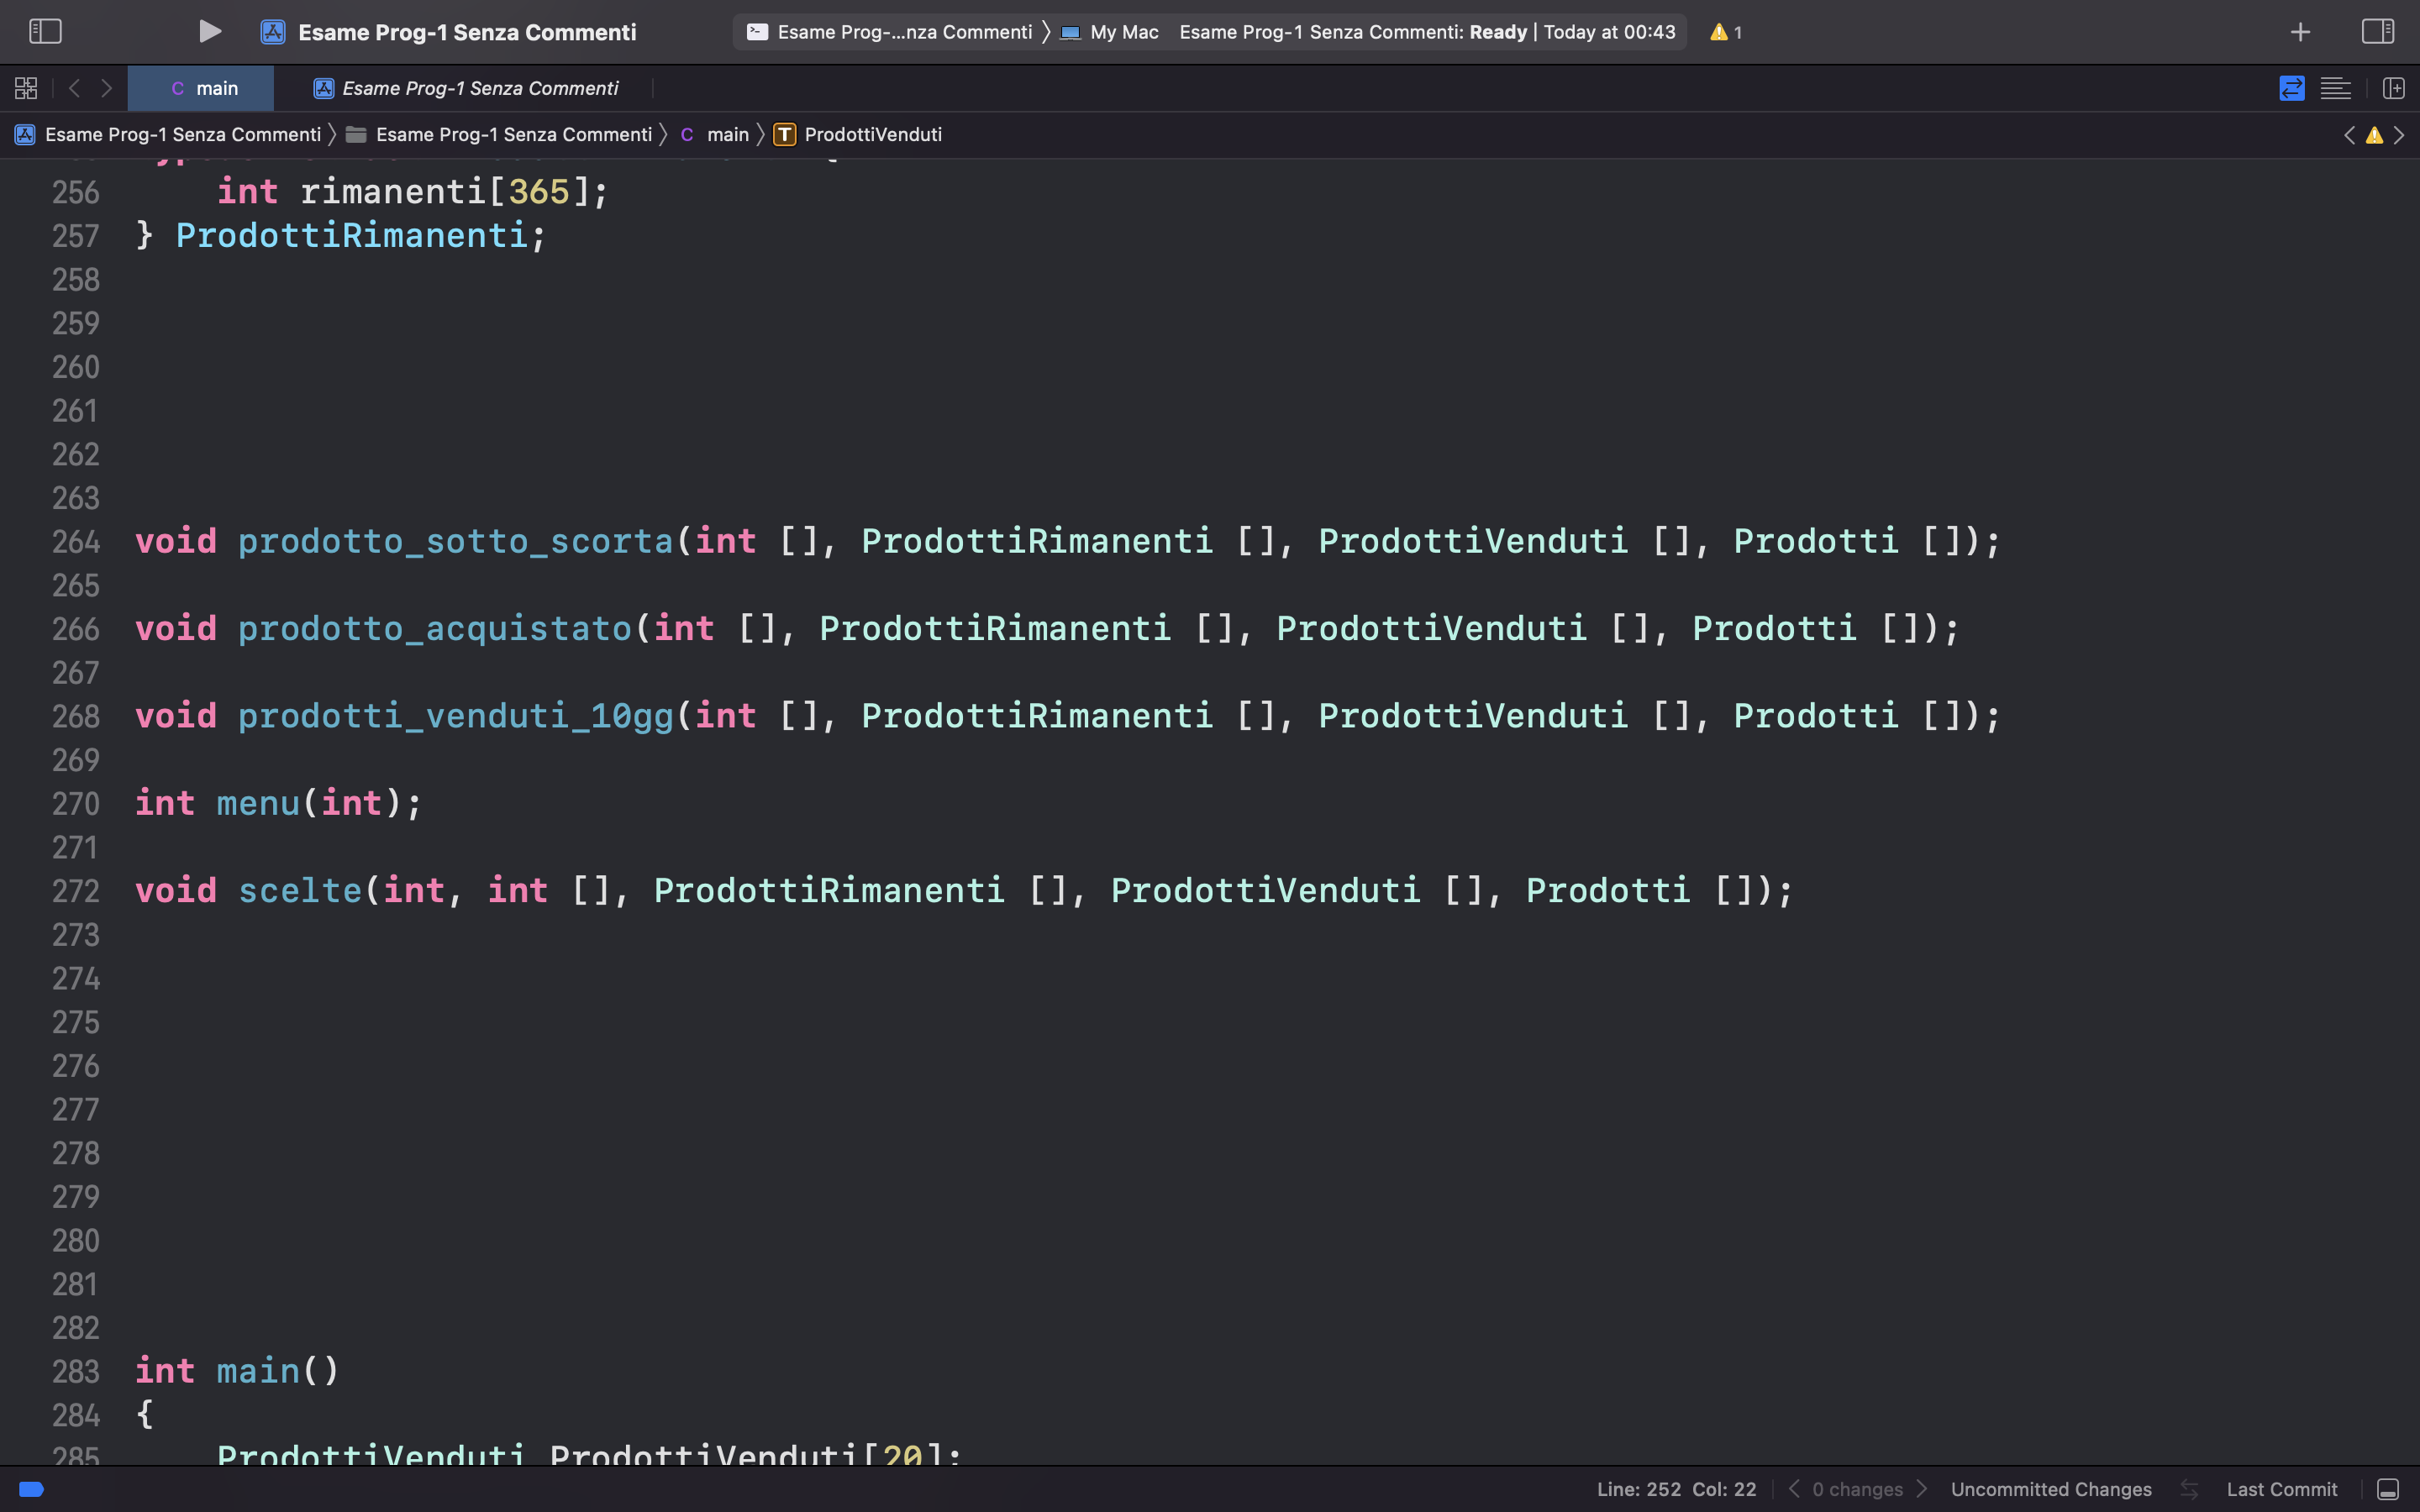 Esame Prog-1 Senza Commenti
Esame Prog-...nza Commenti 〉 My Mac Esame Prog-1 Senza Commenti: Ready | Today at 00:43 1
C main Esame Prog-1 Senza Commenti
Esame Prog-1 Senza Commenti 〉 Esame Prog-1 Senza Commenti 〉 C main 〉 T ProdottiVenduti
256 int rimanenti[365];
257 } ProdottiRimanenti;
258
259
260
261
262
263
264 void prodotto_sotto_scorta(int [], ProdottiRimanenti [], ProdottiVenduti [], Prodotti []);
265
266 void prodotto_acquistato(int [], ProdottiRimanenti [], ProdottiVenduti [], Prodotti []);
267
268 void prodotti_venduti_10gg(int [], ProdottiRimanenti [], ProdottiVenduti [], Prodotti []);
269
270 int menu(int);
271
272 void scelte(int, int [], ProdottiRimanenti [], ProdottiVenduti [], Prodotti []);
273
274
275
276
277
278
279
280
281
282
283 int main()
284 {
285 ProdottiVenduti ProdottiVenduti[20];
Line: 252 Col: 22 0 changes Uncommitted Changes Last Commit